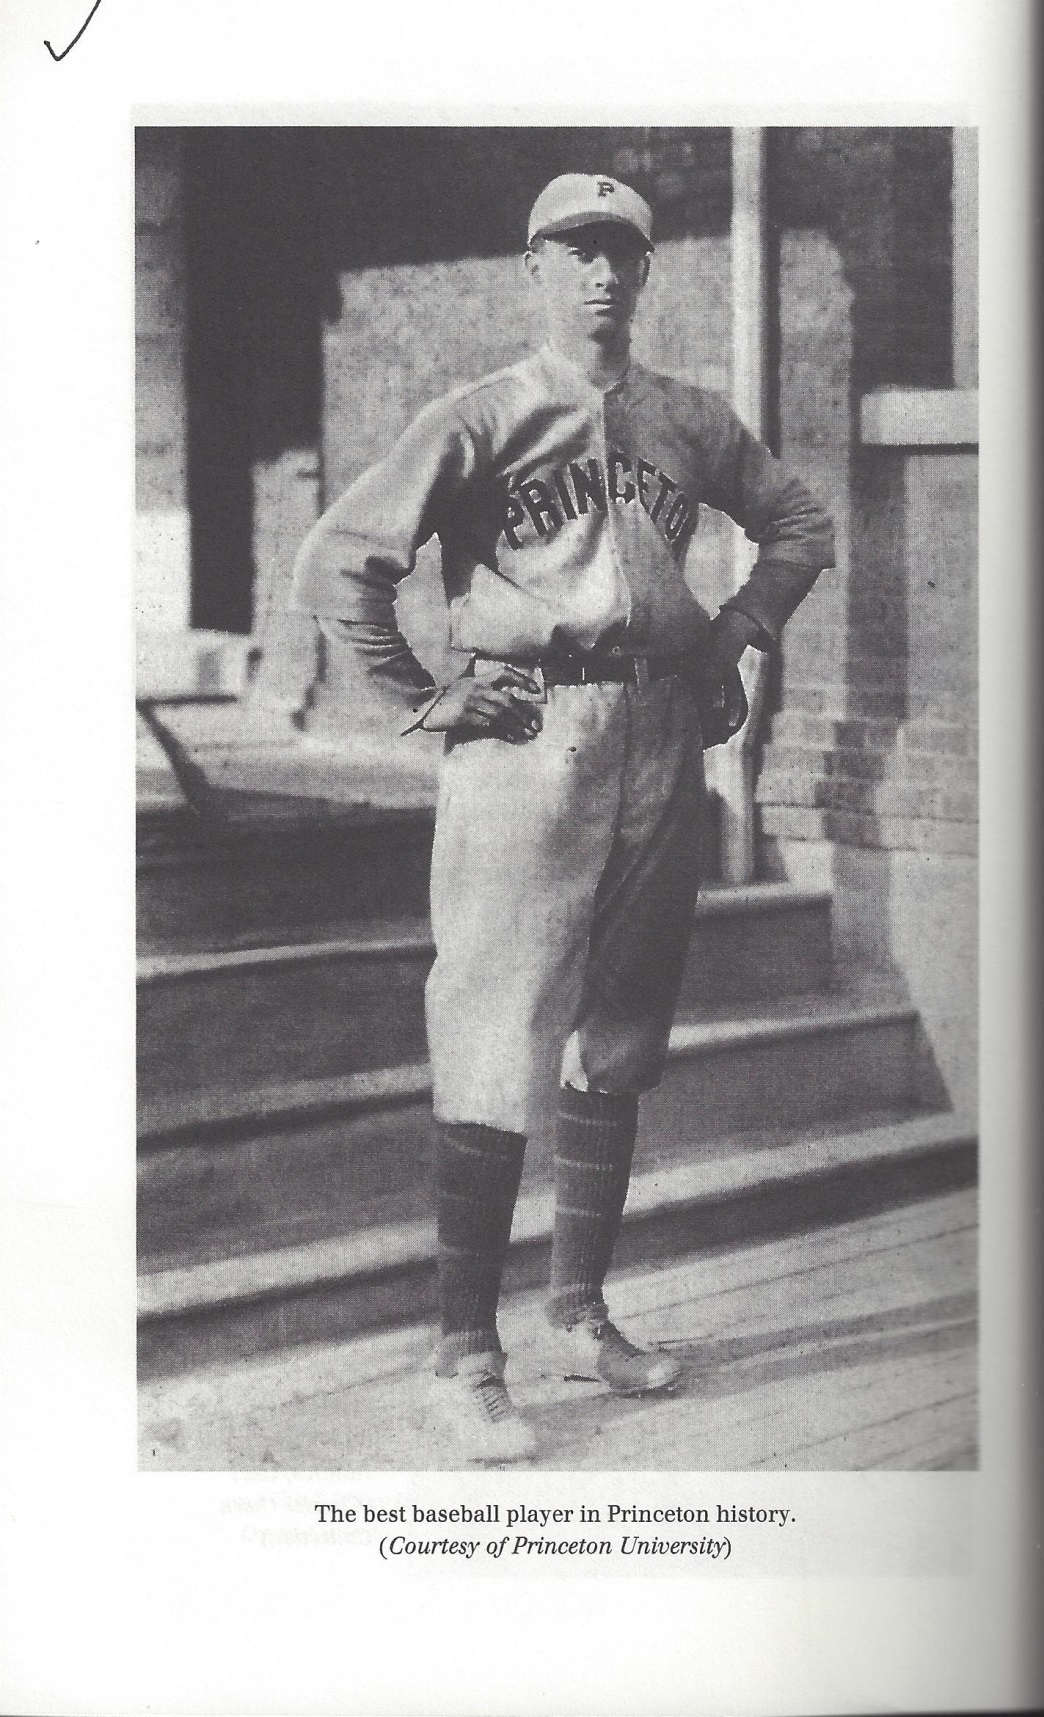 P
PRINCETON
The best baseball player in Princeton history.
(Courtesy of Princeton University)